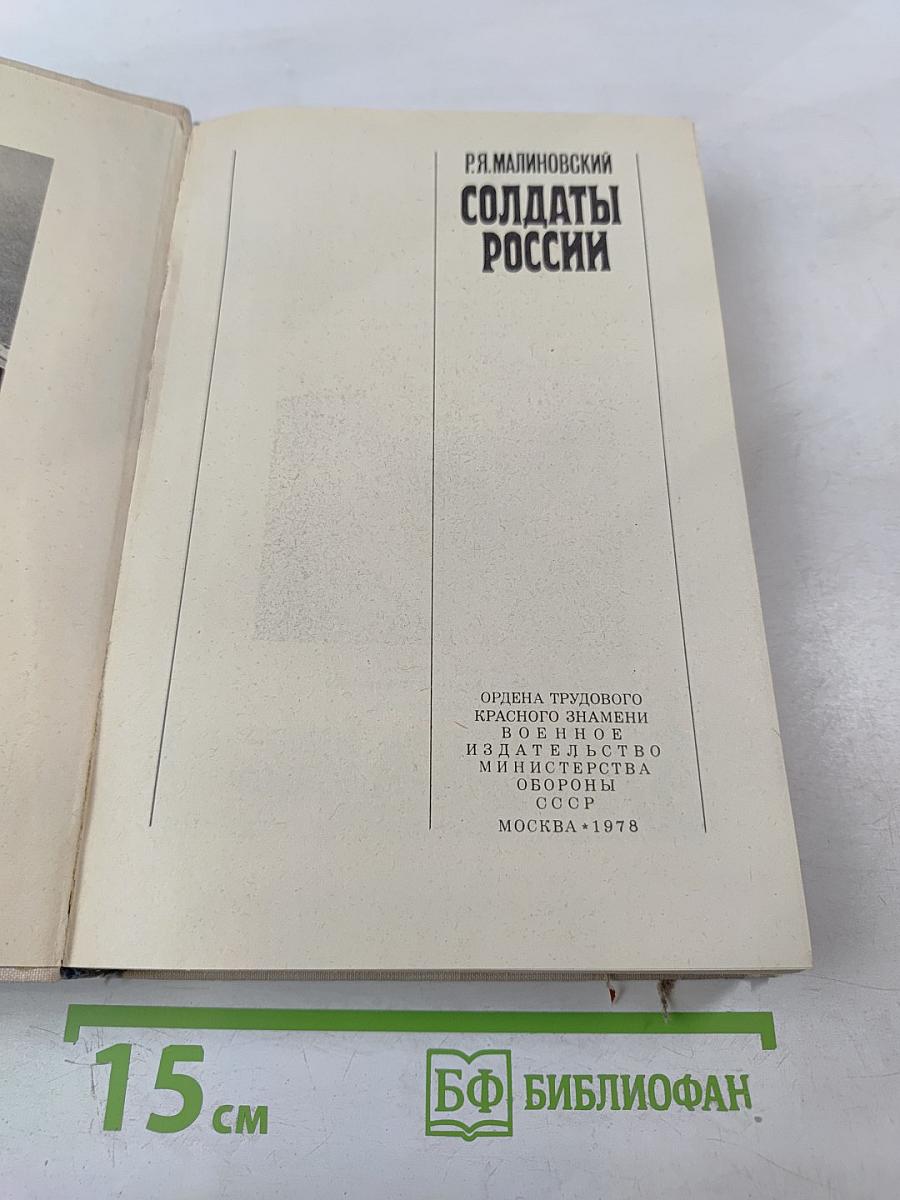 Р.Я.МАЛИНОВСКИЙ
СОЛДАТЫ
РОССИИ
ОРДЕНА ТРУДОВОГО
КРАСНОГО ЗНАМЕНИ
ВОЕННОЕ
ИЗДАТЕЛЬСТВО
МИНИСТЕРСТВА
ОБОРОНЫ
СССР
МОСКВА★1978
15 см
БФ БИБЛИОФАН